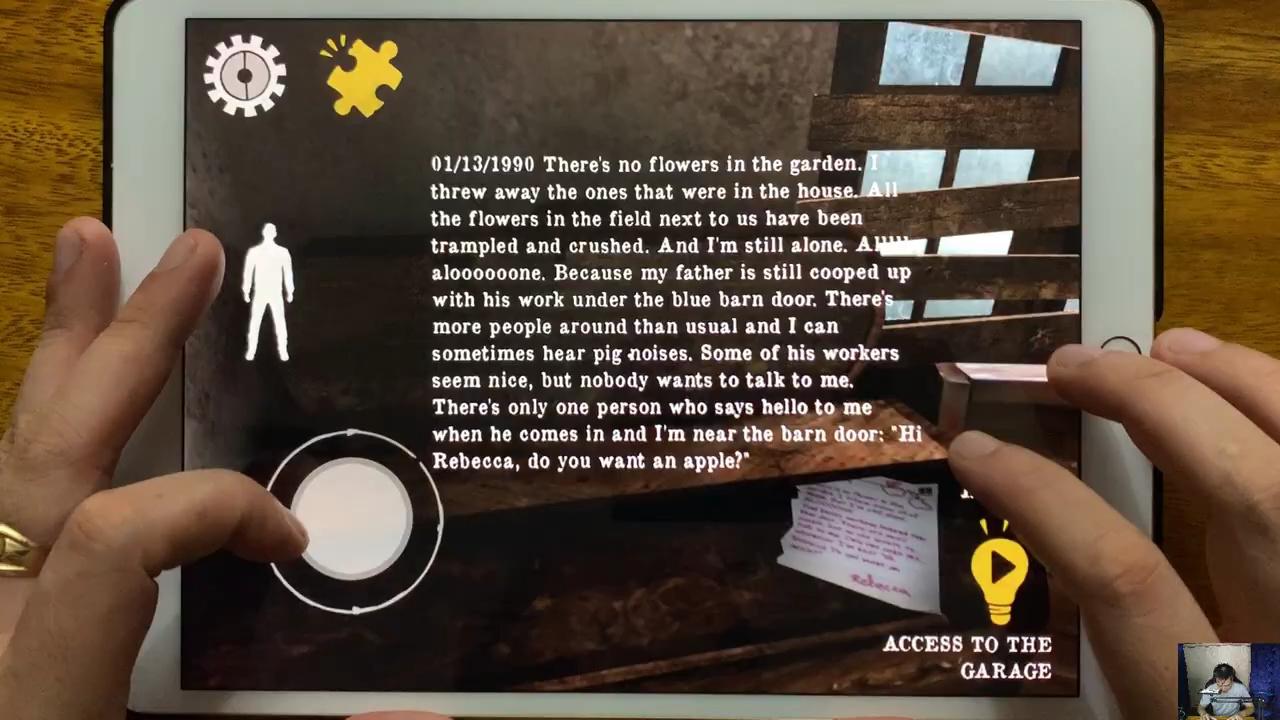 01/13/1990 There's no flowers in the garden. I
threw away the ones that were in the house. All
the flowers in the field next to us have been
trampled and crushed. And I'm still alone. Alllll
aloooooone. Because my father is still cooped up
with his work under the blue barn door. There's
more people around than usual and I can
sometimes hear pig noises. Some of his workers
seem nice, but nobody wants to talk to me.
There's only one person who says hello to me
when he comes in and I'm near the barn door: "Hi
Rebecca, do you want an apple?"
Rebecca
ACCESS TO THE
GARAGE